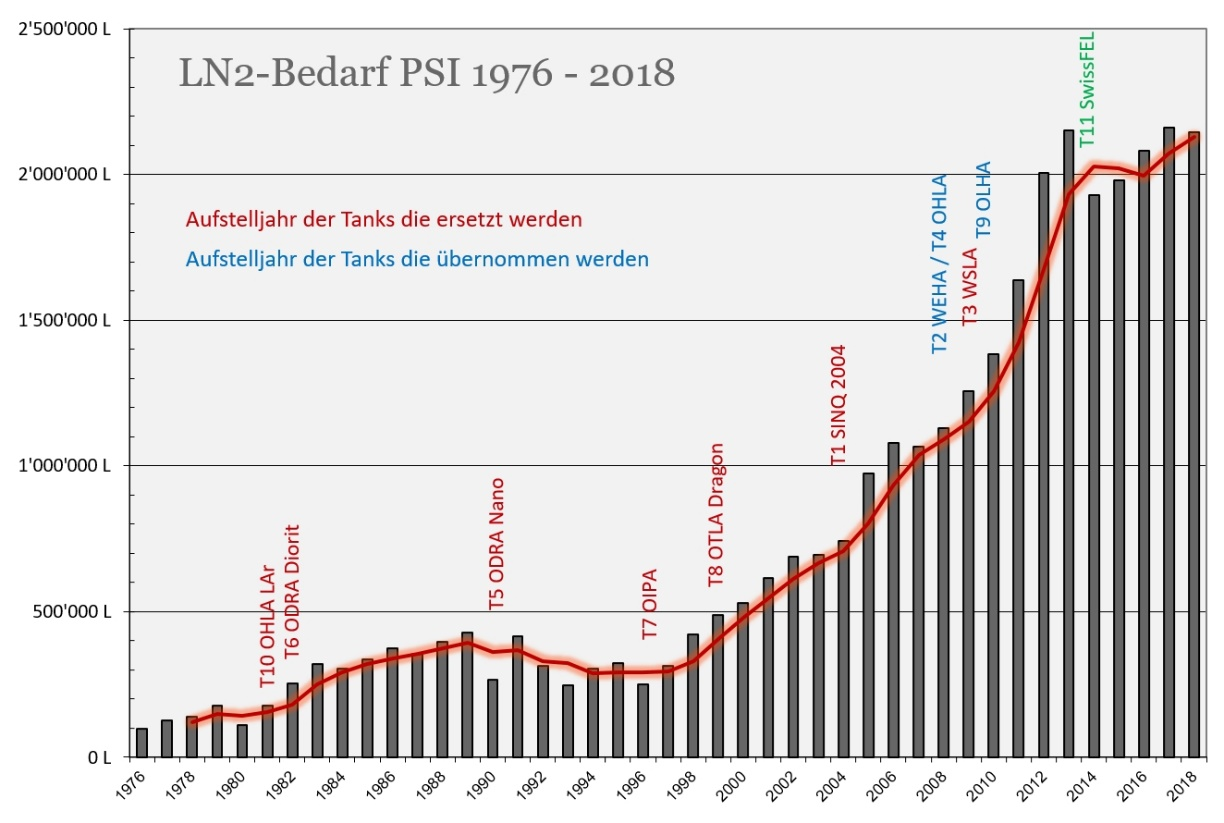 LN2-Bedarf PSI 1976 - 2018
Aufstelljahr der Tanks die ersetzt werden
Aufstelljahr der Tanks die übernommen werden
2'500'000 L
2'000'000 L
1'500'000 L
1'000'000 L
500'000 L
0 L
T10 OHLA LAr
T6 ODRA Diorit
T5 ODRA Nano
T7 OIPA
T8 OTLA Dragon
T1 SINQ 2004
T2 WEHA / T4 OHLA
T3 WSLA
T9 OLHA
T11 SwissFEL
1976
1978
1980
1982
1984
1986
1988
1990
1992
1994
1996
1998
2000
2002
2004
2006
2008
2010
2012
2014
2016
2018